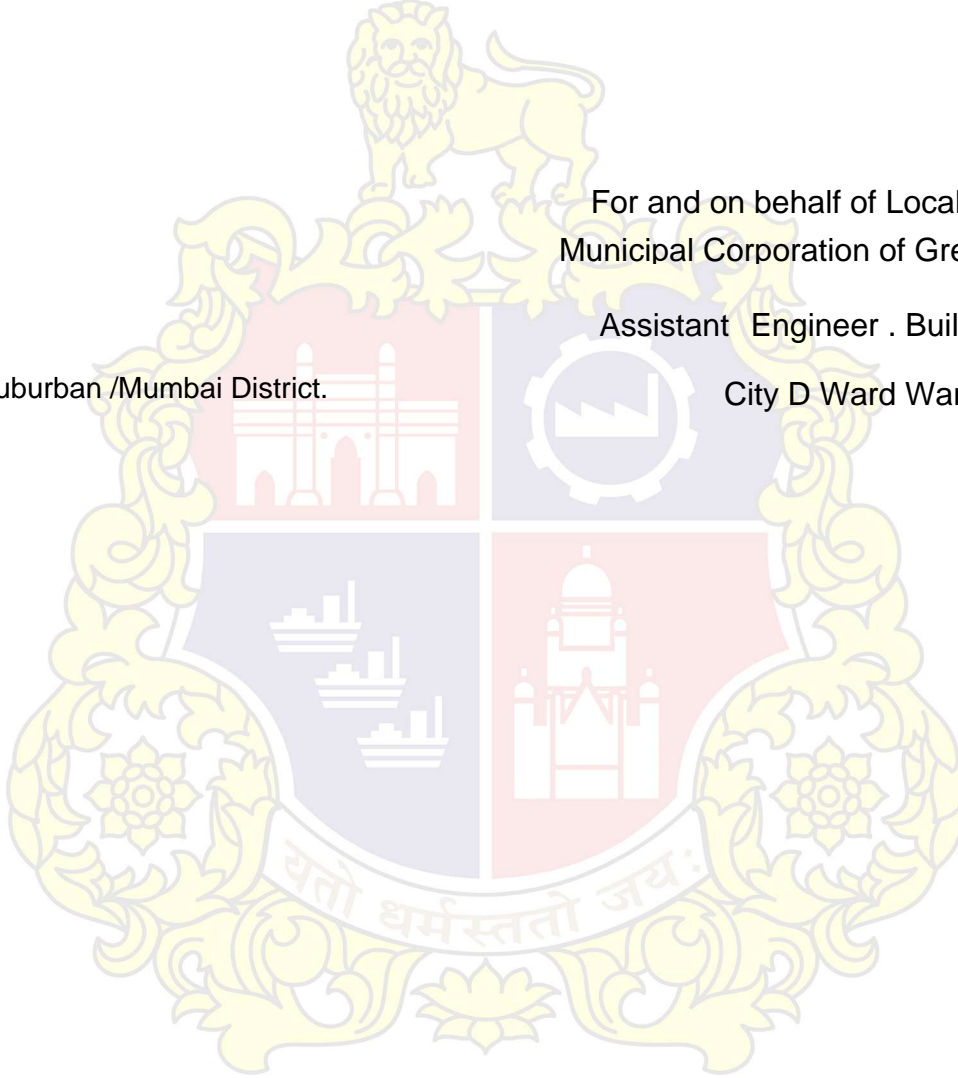 For and on behalf of Local
Municipal Corporation of Gre
Assistant Engineer . Buil
uburban /Mumbai District.
City D Ward War
यतो धर्मस्ततो जय: